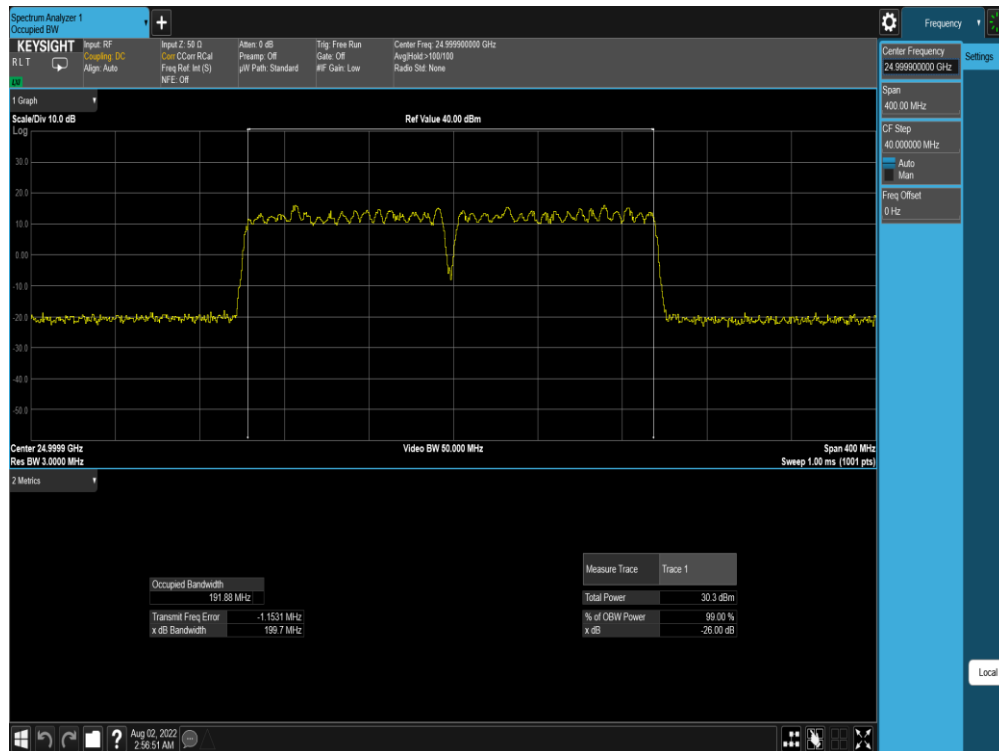 Spectrum Analyzer 1
Occupied BW
Frequency
KEYSIGHT
R L T
LXI
Input: RF
Coupling: DC
Align: Auto
Input Z: 50 Ω
Corr CCorr RCal
Freq Ref: Int (S)
NFE: Off
Atten: 0 dB
Preamp: Off
µW Path: Standard
Trig: Free Run
Gate: Off
#IF Gain: Low
Center Freq: 24.999900000 GHz
Avg|Hold:>100/100
Radio Std: None
Center Frequency
24.999900000 GHz
Settings
Span
400.00 MHz
CF Step
40.000000 MHz
Auto
Man
Freq Offset
0 Hz
1 Graph
Scale/Div 10.0 dB
Ref Value 40.00 dBm
Log
30.0
20.0
10.0
0.00
-10.0
-20.0
-30.0
-40.0
-50.0
Center 24.9999 GHz
Video BW 50.000 MHz
Span 400 MHz
Res BW 3.0000 MHz
Sweep 1.00 ms (1001 pts)
2 Metrics
Measure Trace Trace 1
Occupied Bandwidth
191.88 MHz
Total Power 30.3 dBm
Transmit Freq Error -1.1531 MHz
% of OBW Power 99.00 %
x dB Bandwidth 199.7 MHz
x dB -26.00 dB
Local
?
Aug 02, 2022
2:56:51 AM